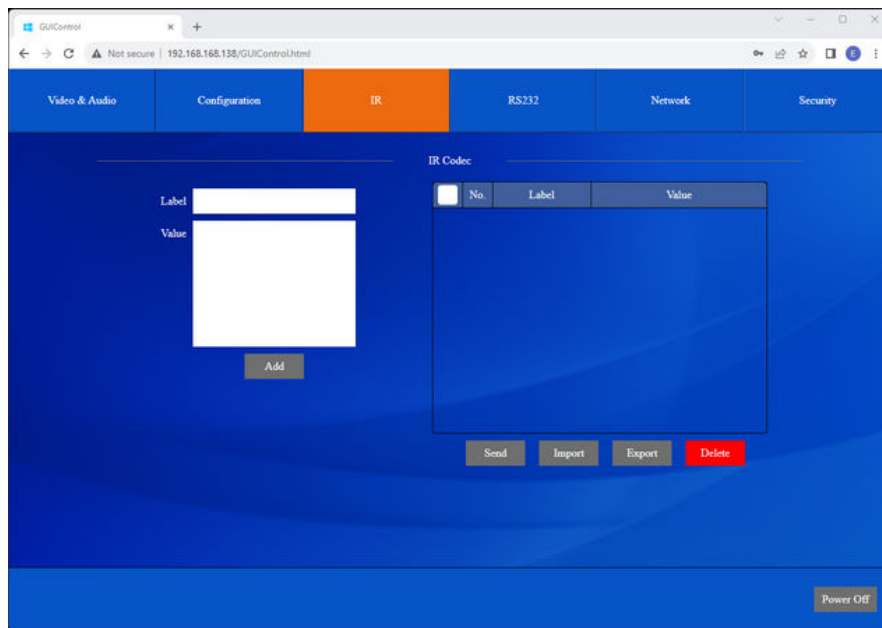 GUIControl
Not secure 192.168.168.138/GUIControl.html
E
Video & Audio Configuration IR RS232 Network Security
IR Codec
Label
Value
Add
No. Label Value
Send Import Export Delete
Power Off